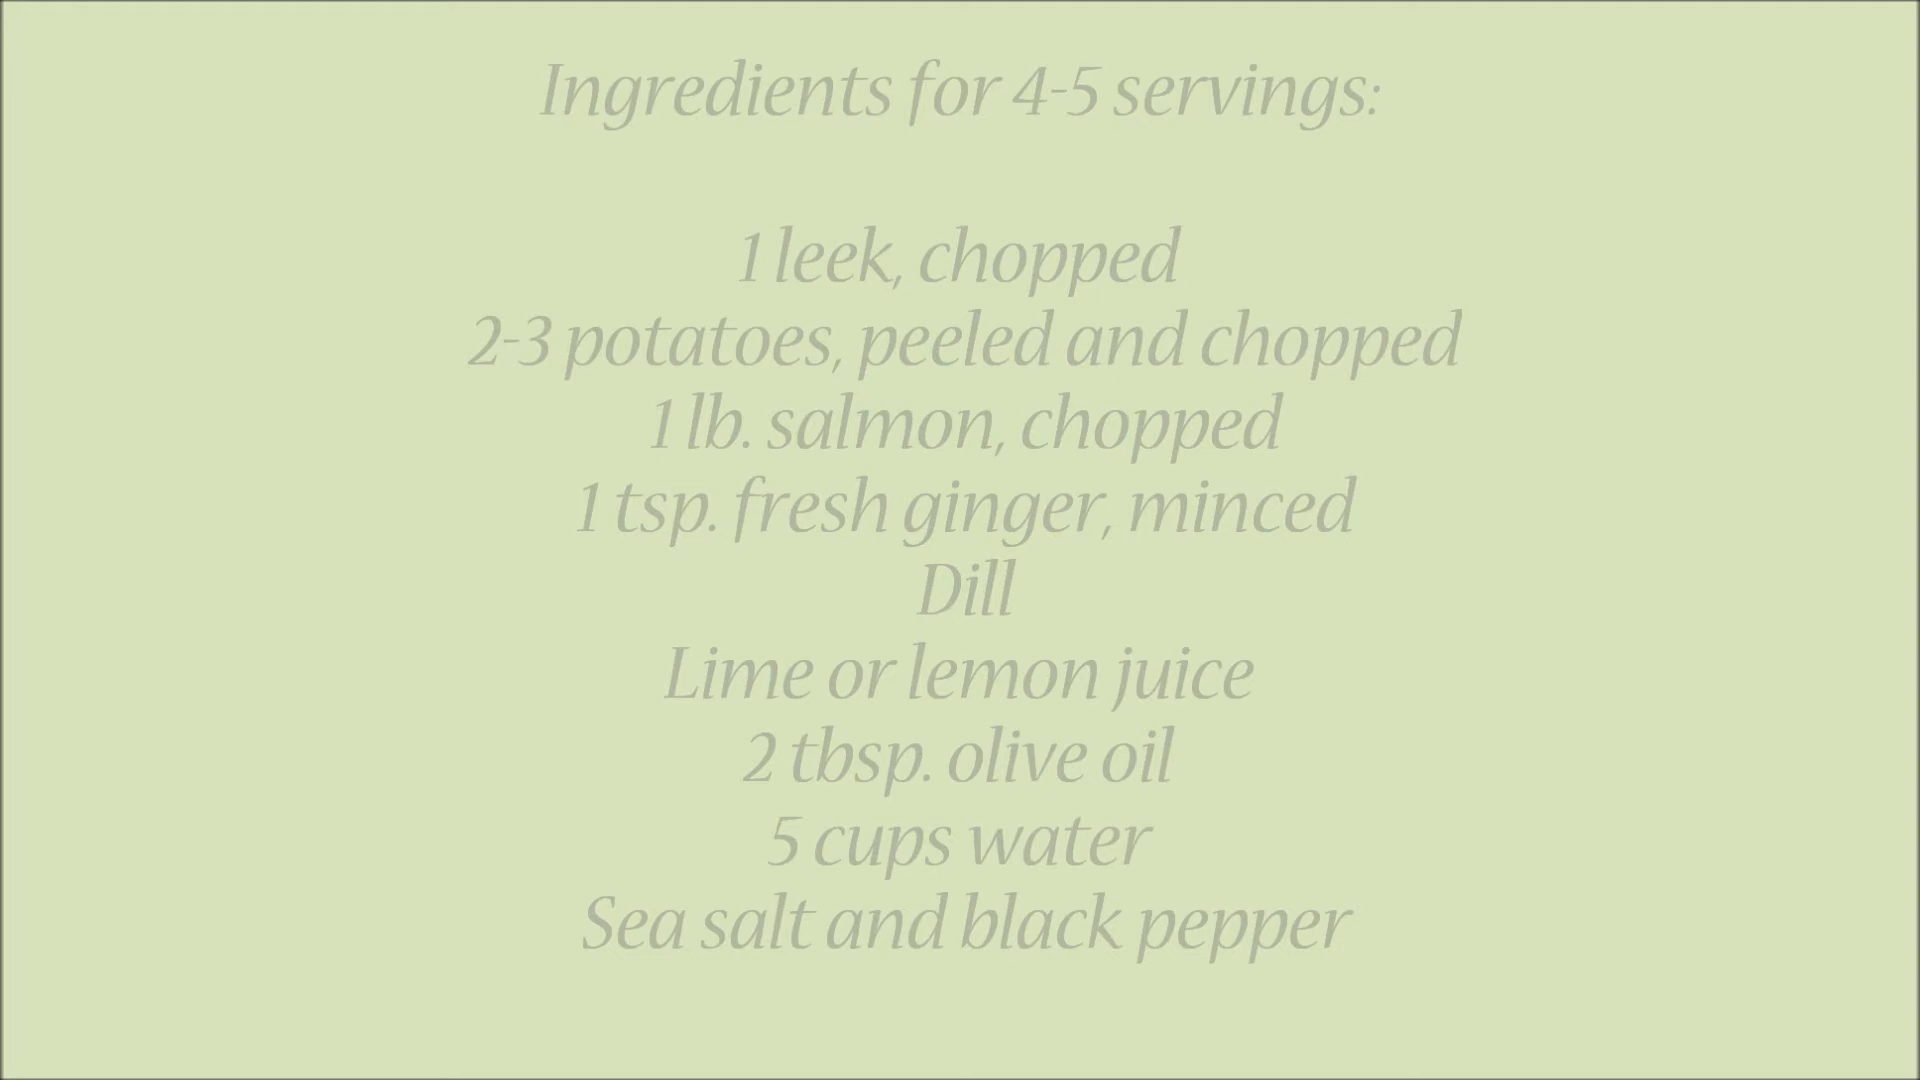 Ingredients for 4-5 servings:
1 leek, chopped
2-3 potatoes, peeled and chopped
1 lb. salmon, chopped
1 tsp. fresh ginger, minced
Dill
Lime or lemon juice
2 tbsp. olive oil
5 cups water
Sea salt and black pepper